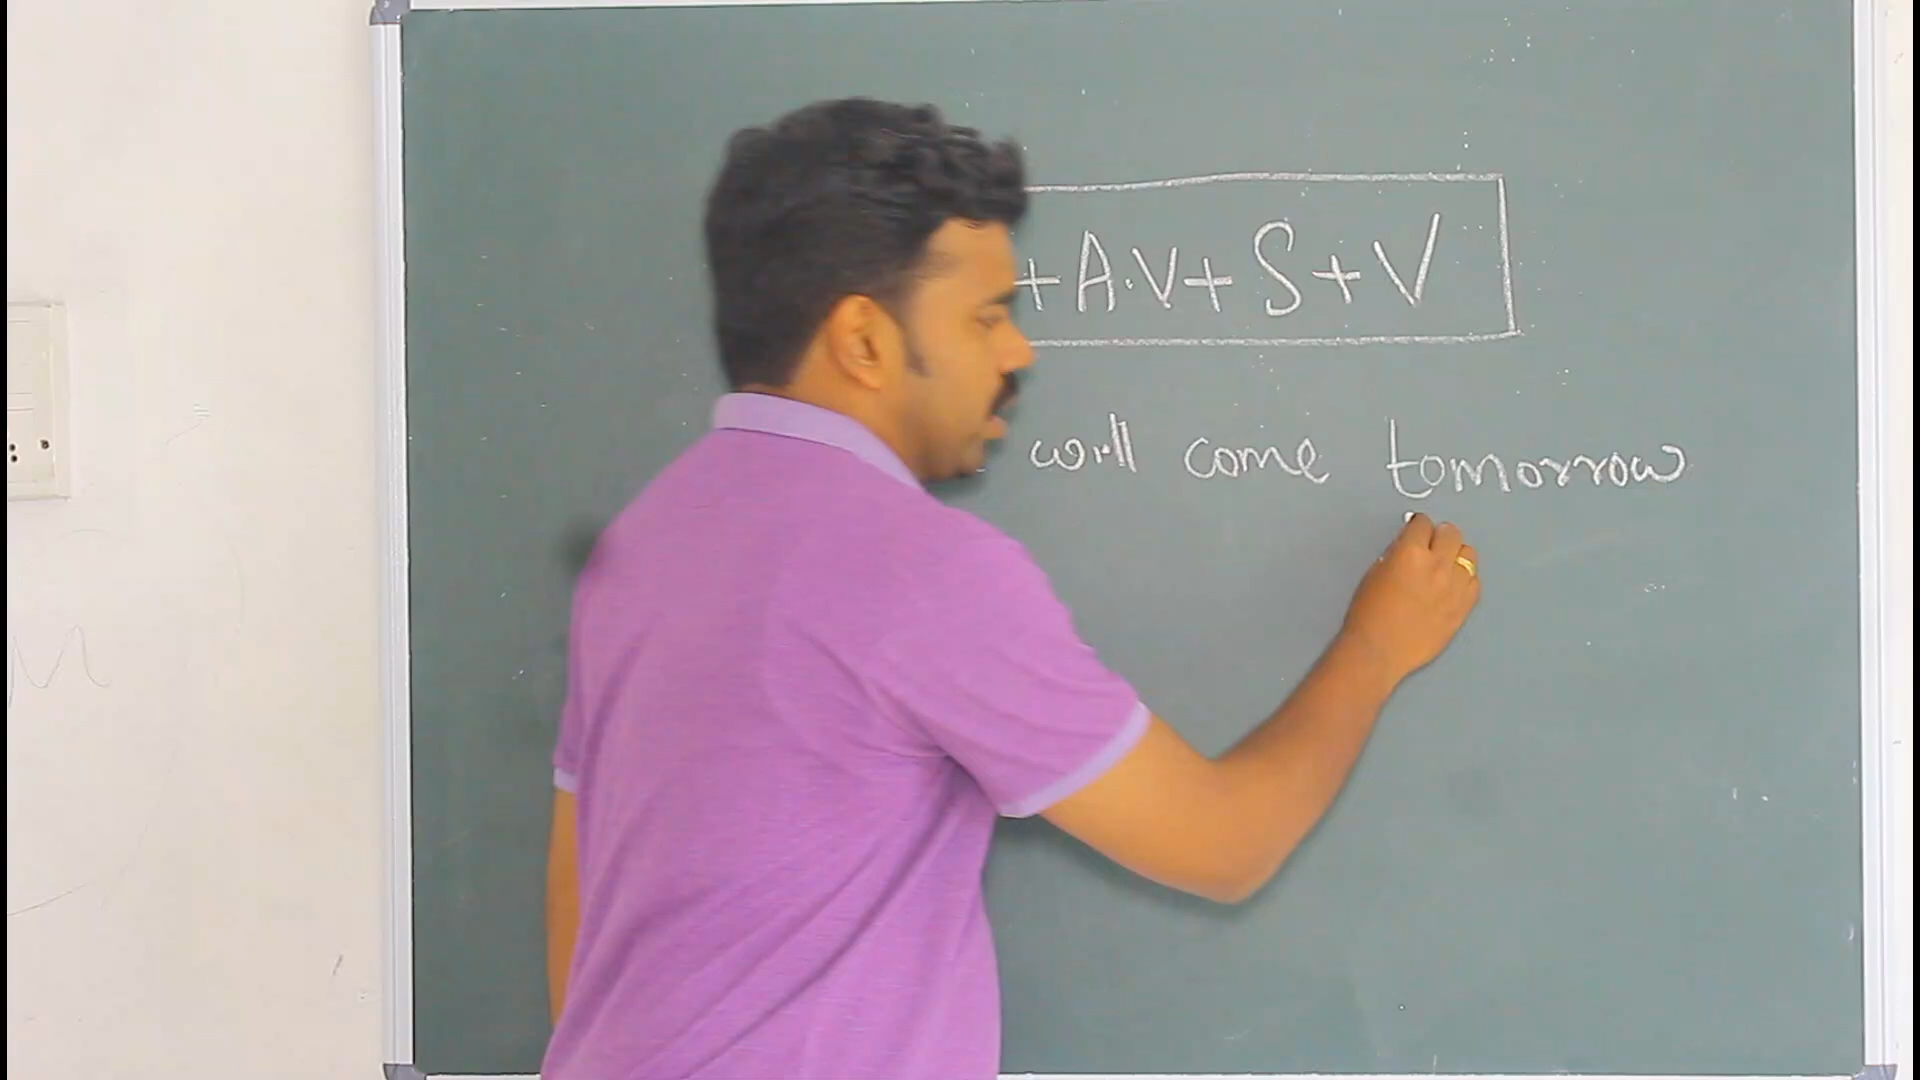 + A.V + S + V
will come tomorrow